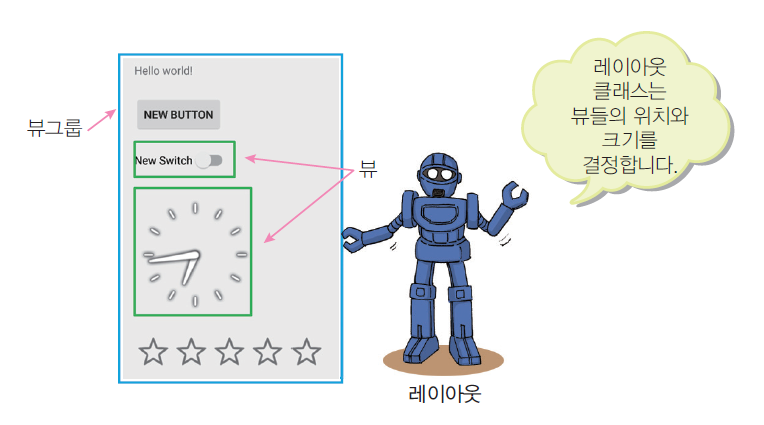 Hello world!
NEW BUTTON
뷰그룹
New Switch
뷰
레이아웃
클래스는
뷰들의 위치와
크기를
결정합니다.
레이아웃